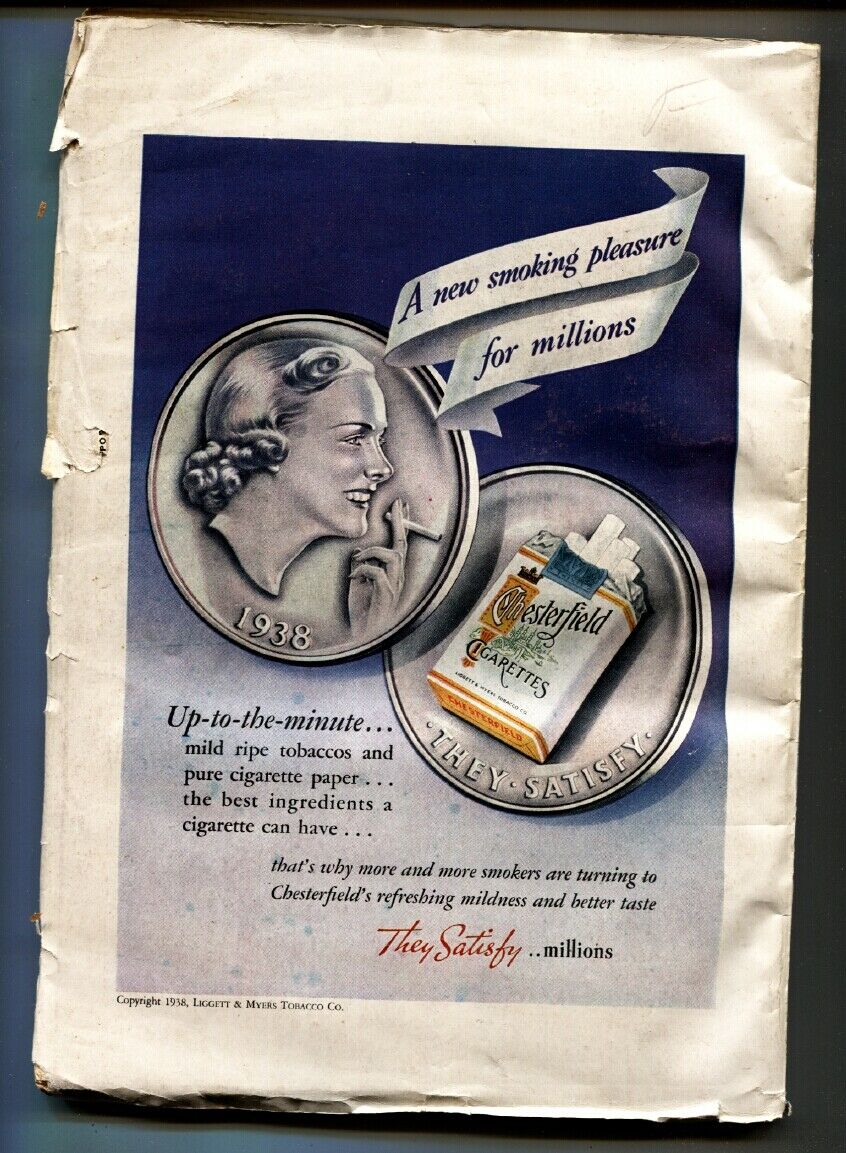 A new smoking pleasure
for millions
1938
Chesterfield
CIGARETTES
LIGGETT & MYERS TOBACCO CO.
CHESTERFIELD
·THEY·SATISFY·
Up-to-the-minute...
mild ripe tobaccos and
pure cigarette paper...
the best ingredients a
cigarette can have...
that's why more and more smokers are turning to
Chesterfield's refreshing mildness and better taste
They Satisfy ..millions
Copyright 1938, LIGGETT & MYERS TOBACCO CO.